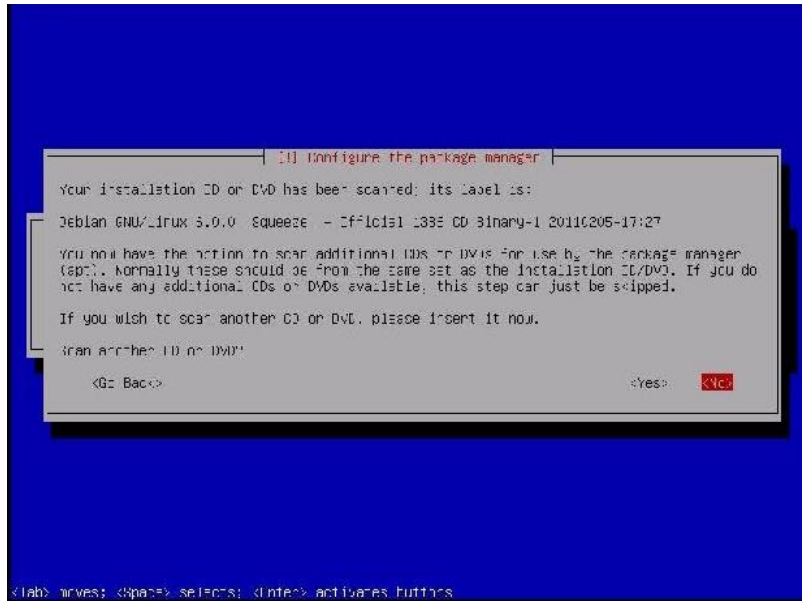 [!] Configure the package manager
Your installation CD or DVD has been scanned; its label is:
Debian GNU/Linux 6.0.0 _Squeeze_ - Official i386 CD Binary-1 20110205-17:27
You now have the option to scan additional CDs or DVDs for use by the package manager
(apt). Normally these should be from the same set as the installation CD/DVD. If you do
not have any additional CDs or DVDs available, this step can just be skipped.
If you wish to scan another CD or DVD, please insert it now.
Scan another CD or DVD?
<Go Back> <Yes> <No>
<Tab> moves; <Space> selects; <Enter> activates buttons